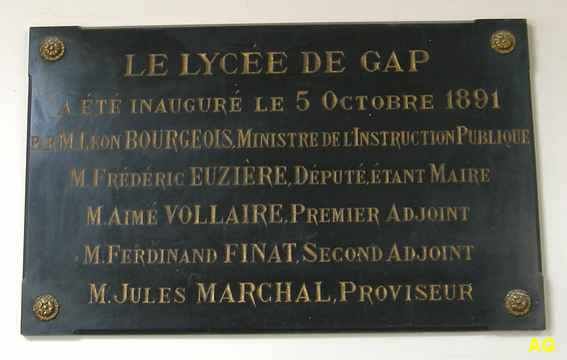 LE LYCÉE DE GAP
A ÉTÉ INAUGURÉ LE 5 OCTOBRE 1891
PAR M. LÉON BOURGEOIS, MINISTRE DE L'INSTRUCTION PUBLIQUE
M. FRÉDÉRIC EUZIÈRE, DÉPUTÉ, ÉTANT MAIRE
M. AIMÉ VOLLAIRE, PREMIER ADJOINT
M. FERDINAND FINAT, SECOND ADJOINT
M. JULES MARCHAL, PROVISEUR
AG